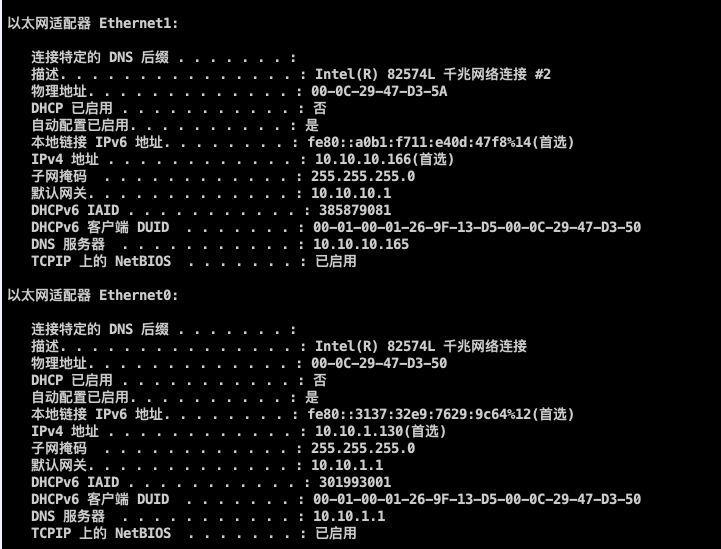 以太网适配器 Ethernet1:
连接特定的 DNS 后缀 . . . . . . . :
描述. . . . . . . . . . . . . . . : Intel(R) 82574L 千兆网络连接 #2
物理地址. . . . . . . . . . . . . : 00-0C-29-47-D3-5A
DHCP 已启用 . . . . . . . . . . . : 否
自动配置已启用. . . . . . . . . . : 是
本地链接 IPv6 地址. . . . . . . . : fe80::a0b1:f711:e40d:47f8%14(首选)
IPv4 地址 . . . . . . . . . . . . : 10.10.10.166(首选)
子网掩码  . . . . . . . . . . . . : 255.255.255.0
默认网关. . . . . . . . . . . . . : 10.10.10.1
DHCPv6 IAID . . . . . . . . . . . : 385879081
DHCPv6 客户端 DUID  . . . . . . . : 00-01-00-01-26-9F-13-D5-00-0C-29-47-D3-50
DNS 服务器  . . . . . . . . . . . : 10.10.10.165
TCPIP 上的 NetBIOS  . . . . . . . : 已启用
以太网适配器 Ethernet0:
连接特定的 DNS 后缀 . . . . . . . :
描述. . . . . . . . . . . . . . . : Intel(R) 82574L 千兆网络连接
物理地址. . . . . . . . . . . . . : 00-0C-29-47-D3-50
DHCP 已启用 . . . . . . . . . . . : 否
自动配置已启用. . . . . . . . . . : 是
本地链接 IPv6 地址. . . . . . . . : fe80::3137:32e9:7629:9c64%12(首选)
IPv4 地址 . . . . . . . . . . . . : 10.10.1.130(首选)
子网掩码  . . . . . . . . . . . . : 255.255.255.0
默认网关. . . . . . . . . . . . . : 10.10.1.1
DHCPv6 IAID . . . . . . . . . . . : 301993001
DHCPv6 客户端 DUID  . . . . . . . : 00-01-00-01-26-9F-13-D5-00-0C-29-47-D3-50
DNS 服务器  . . . . . . . . . . . : 10.10.1.1
TCPIP 上的 NetBIOS  . . . . . . . : 已启用